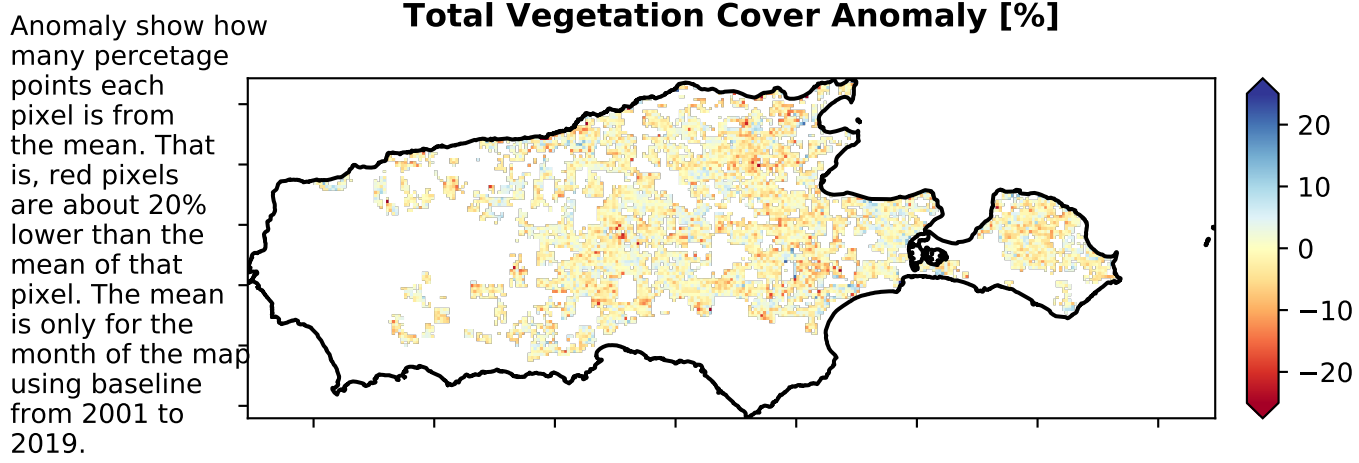 Total Vegetation Cover Anomaly [%]
Anomaly show how
many percetage
points each
pixel is from
the mean. That
is, red pixels
are about 20%
lower than the
mean of that
pixel. The mean
is only for the
month of the map
using baseline
from 2001 to
2019.
20
10
0
−10
−20